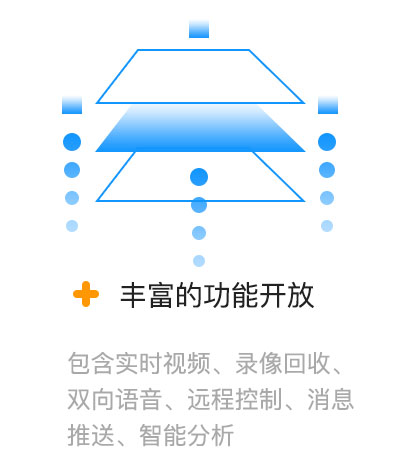 丰富的功能开放
包含实时视频、录像回收、
双向语音、远程控制、消息
推送、智能分析